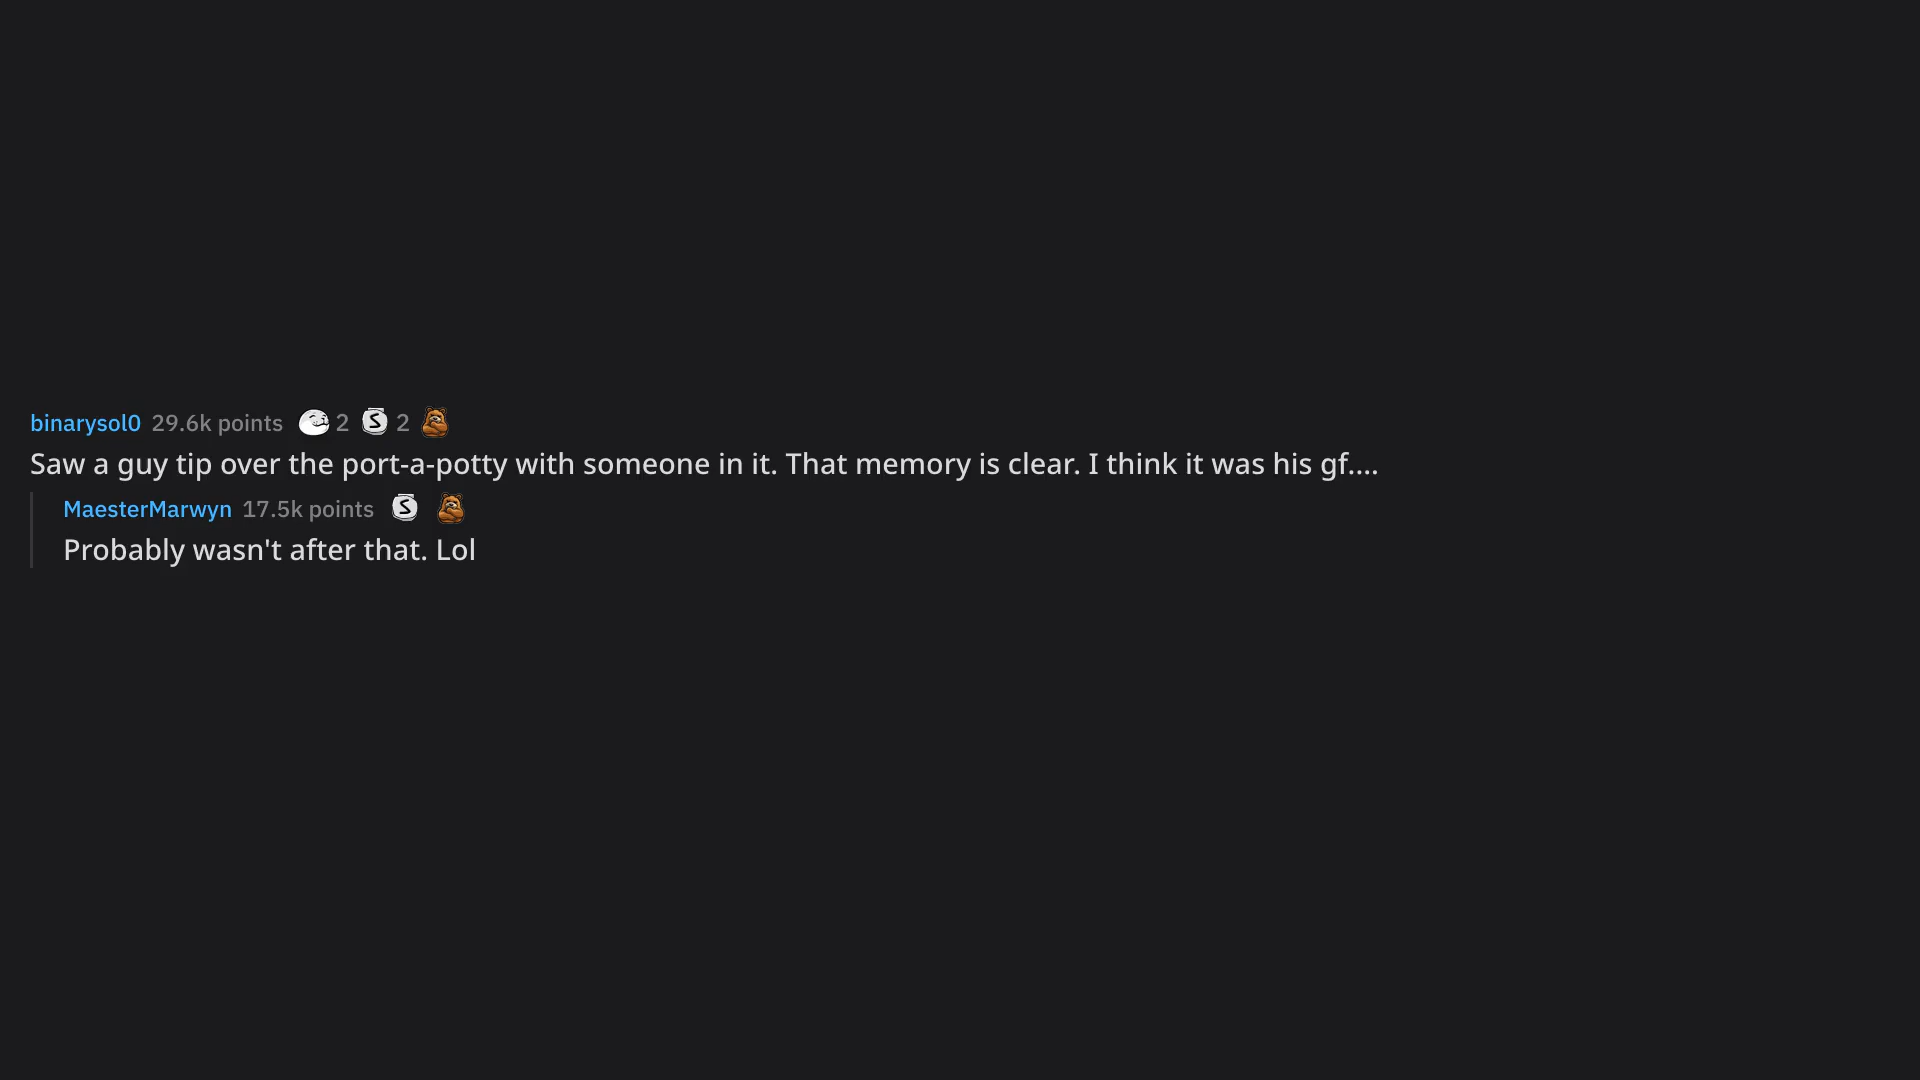 binarysol0 29.6k points 2 S 2
Saw a guy tip over the port-a-potty with someone in it. That memory is clear. I think it was his gf....
MaesterMarwyn 17.5k points S
Probably wasn't after that. Lol